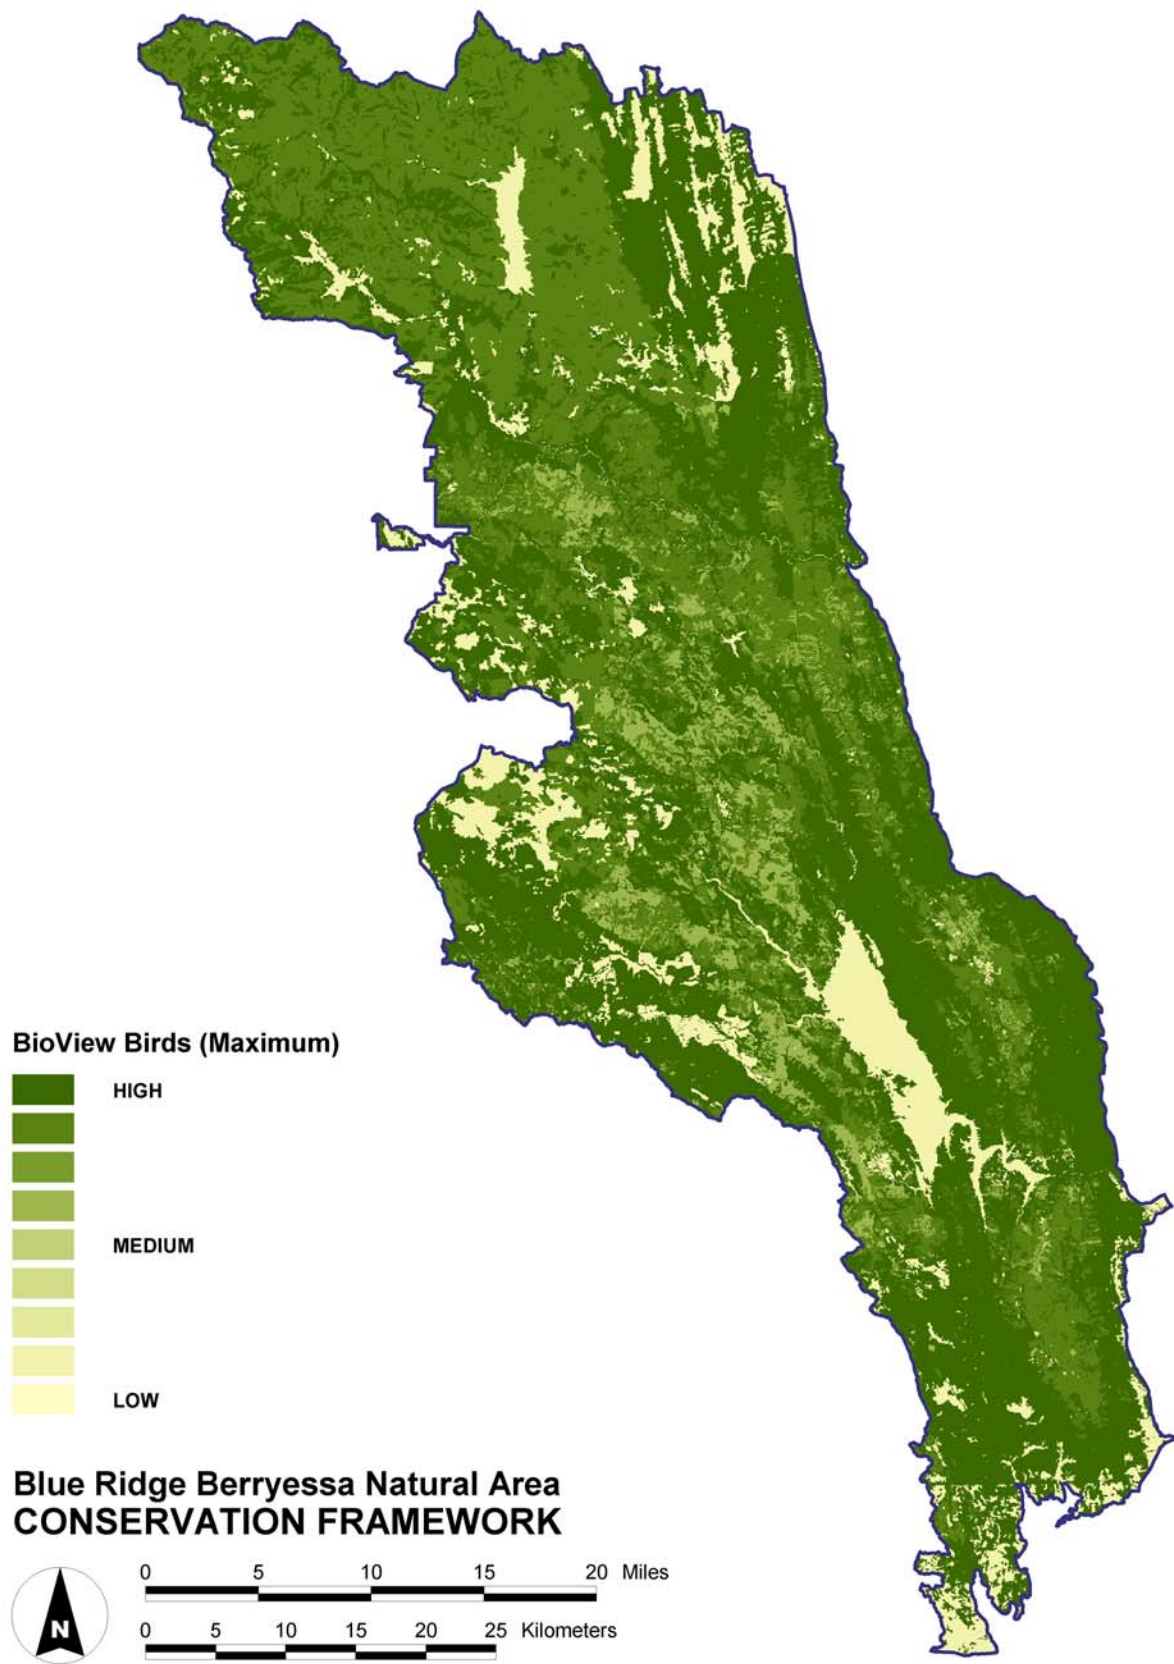 BioView Birds (Maximum)
HIGH
MEDIUM
LOW
Blue Ridge Berryessa Natural Area
CONSERVATION FRAMEWORK
0 5 10 15 20 Miles
0 5 10 15 20 25 Kilometers
N